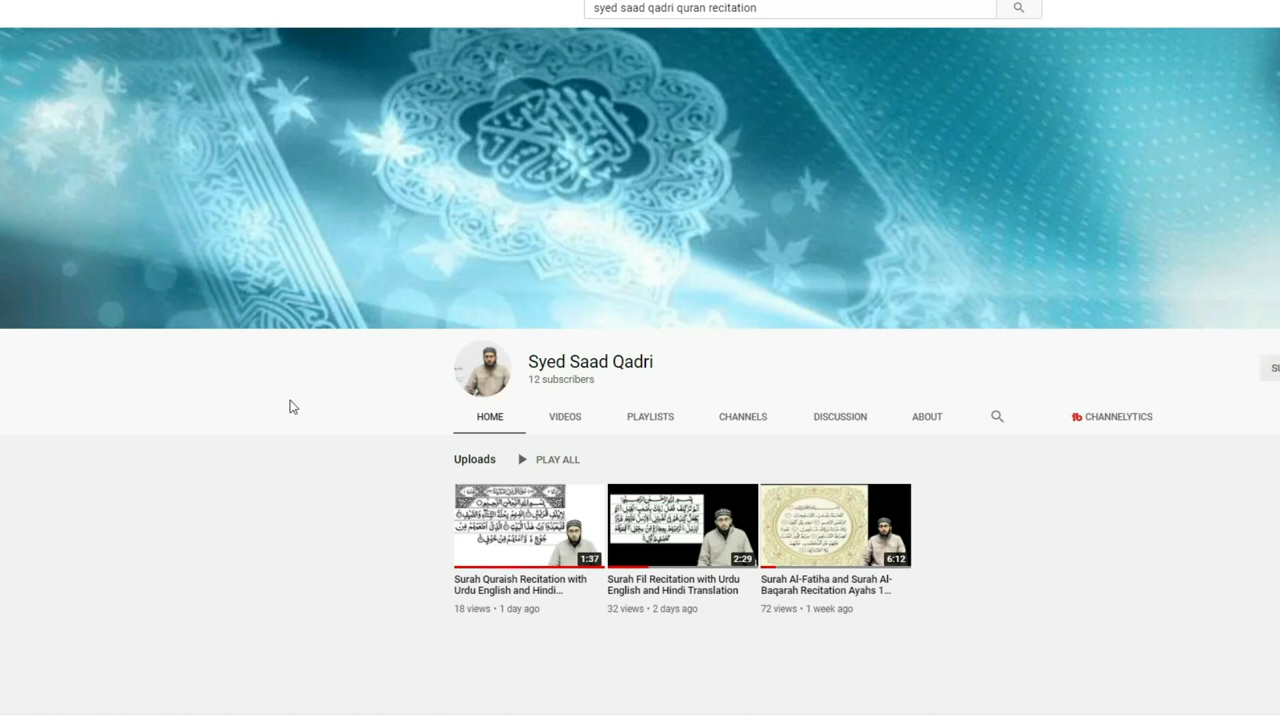 syed saad qadri quran recitation
Syed Saad Qadri
12 subscribers
HOME VIDEOS PLAYLISTS CHANNELS DISCUSSION ABOUT CHANNELYTICS
Uploads PLAY ALL
1:37 2:29 6:12
Surah Quraish Recitation with
Urdu English and Hindi...
18 views • 1 day ago
Surah Fil Recitation with Urdu
English and Hindi Translation
32 views • 2 days ago
Surah Al-Fatiha and Surah Al-
Baqarah Recitation Ayahs 1...
72 views • 1 week ago